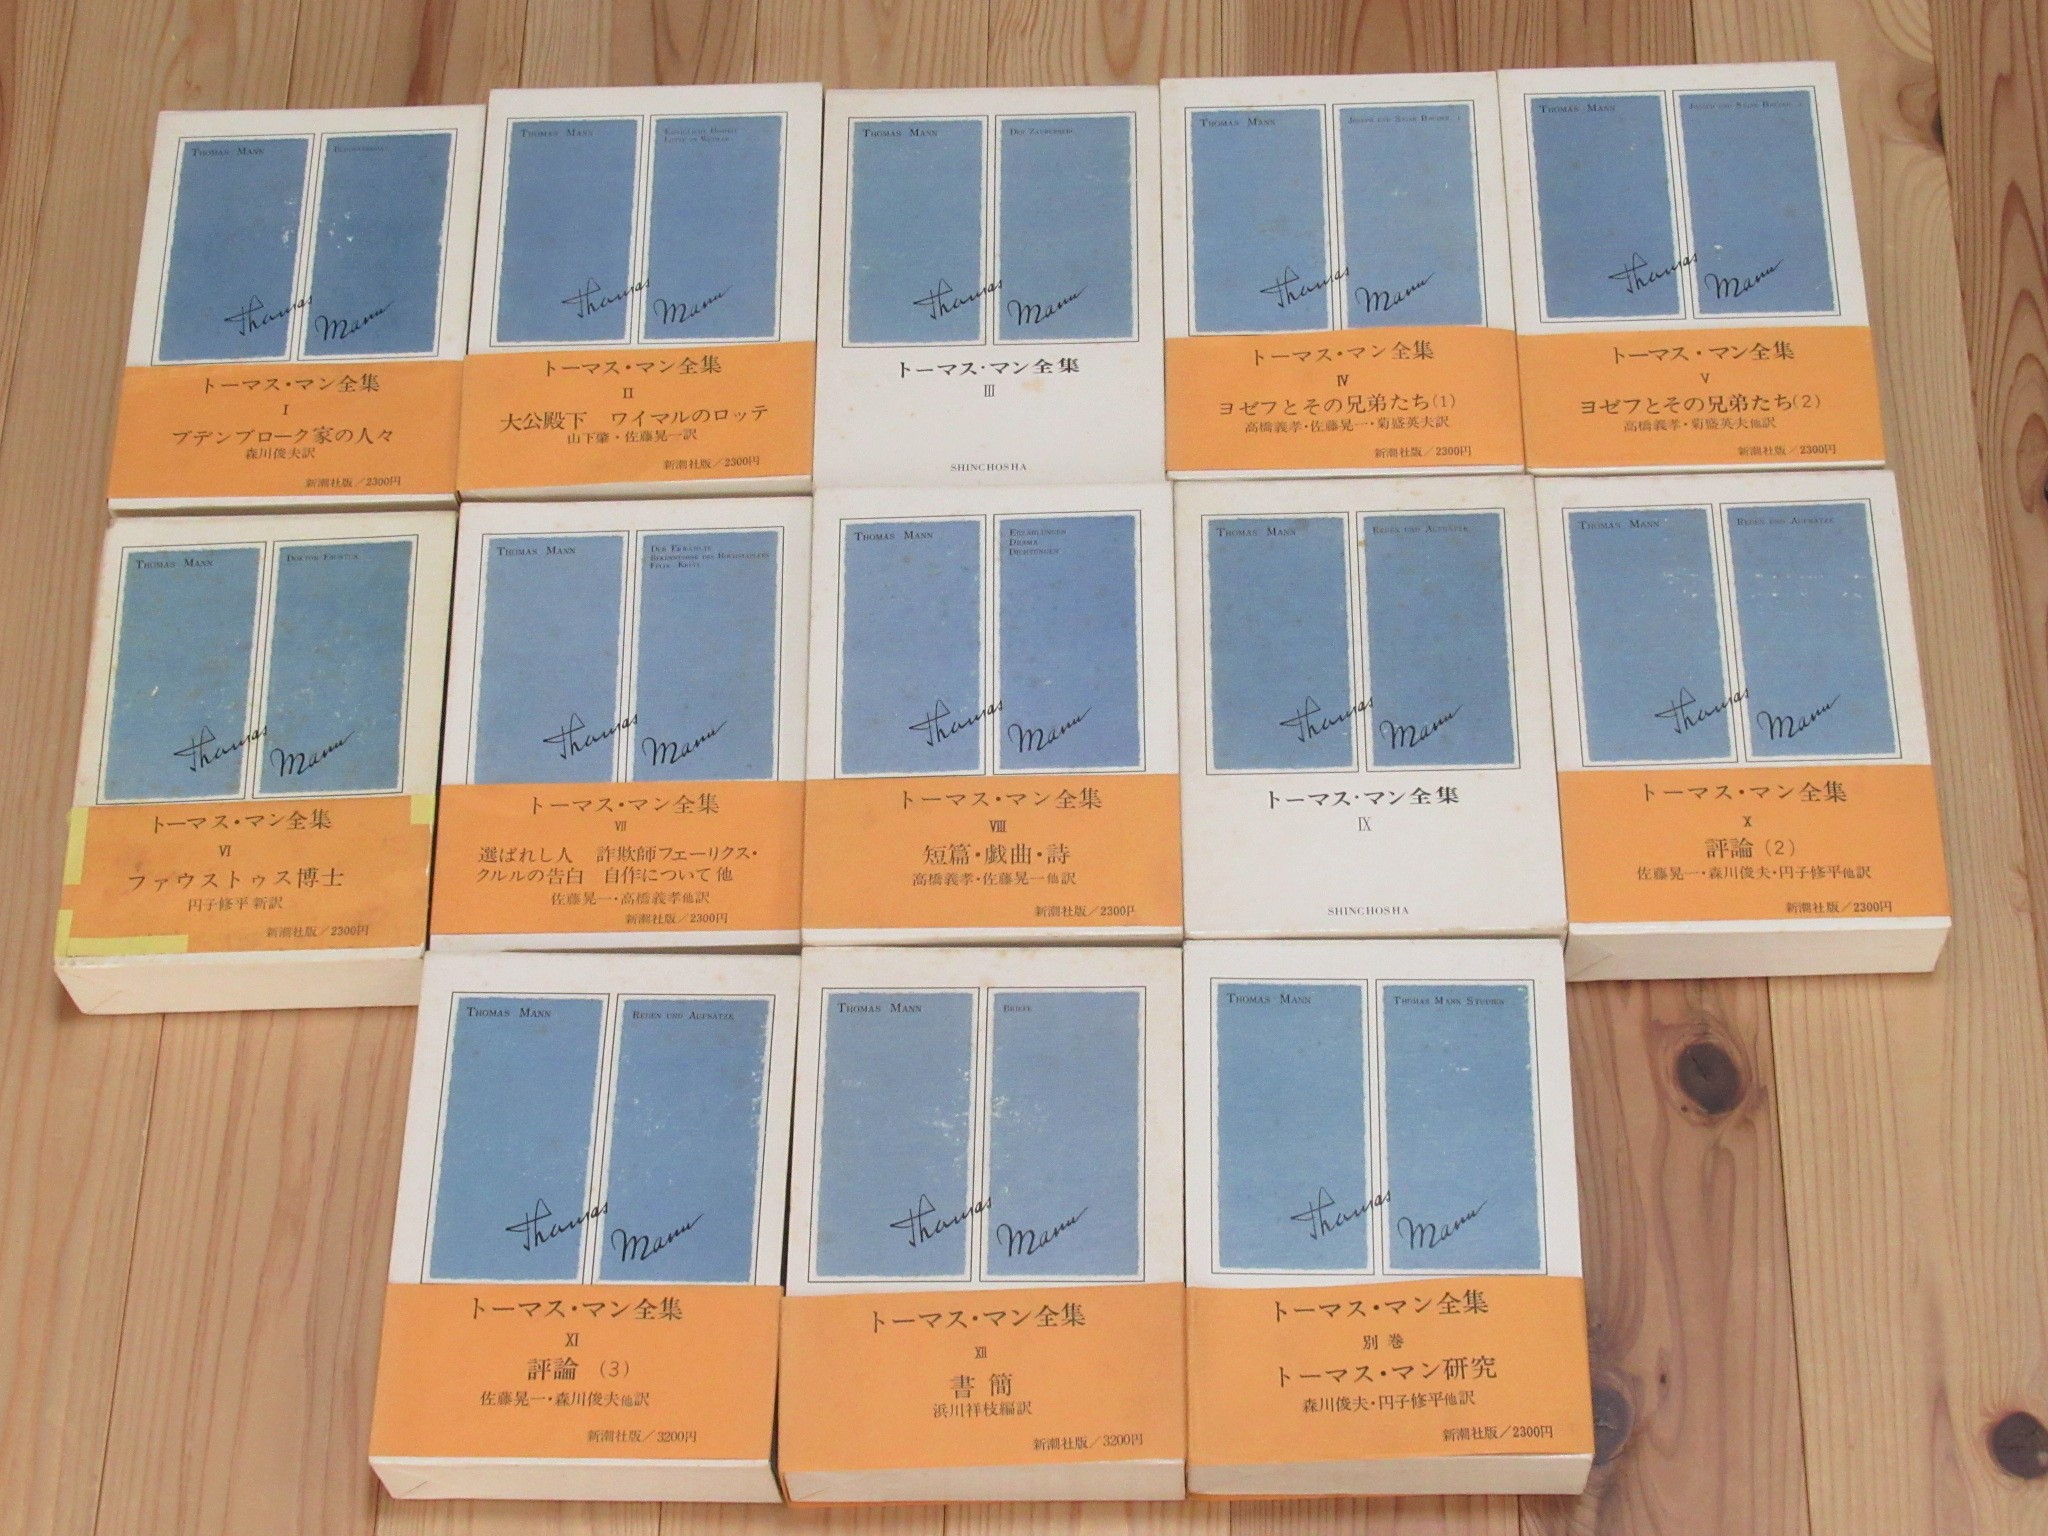 THOMAS MANN
BUDDENBROOKS
Thomas Mann
トーマス・マン全集
I
ブデンブローク家の人々
森川俊夫訳
新潮社版/2300円
THOMAS MANN
KÖNIGLICHE HOHEIT
LOTTE IN WEIMAR
Thomas Mann
トーマス・マン全集
II
大公殿下 ワイマルのロッテ
山下肇・佐藤晃一訳
新潮社版/2300円
THOMAS MANN
DER ZAUBERBERG
Thomas Mann
トーマス・マン全集
III
SHINCHOSHA
THOMAS MANN
JOSEPH UND SEINE BRÜDER 1
Thomas Mann
トーマス・マン全集
IV
ヨゼフとその兄弟たち(1)
高橋義孝・佐藤晃一・菊盛英夫訳
新潮社版/2300円
THOMAS MANN
JOSEPH UND SEINE BRÜDER 2
Thomas Mann
トーマス・マン全集
V
ヨゼフとその兄弟たち(2)
高橋義孝・菊盛英夫他訳
新潮社版/2300円
THOMAS MANN
DOKTOR FAUSTUS
Thomas Mann
トーマス・マン全集
VI
ファウストゥス博士
円子修平新訳
新潮社版/2300円
THOMAS MANN
DER ERWÄHLTE
BEKENNTNISSE DES HOCHSTAPLERS
FELIX KRULL
Thomas Mann
トーマス・マン全集
VII
選ばれし人 詐欺師フェーリクス・
クルルの告白 自作について他
佐藤晃一・高橋義孝他訳
新潮社版/2300円
THOMAS MANN
ERZÄHLUNGEN
DRAMA
DICHTUNGEN
Thomas Mann
トーマス・マン全集
VIII
短篇・戯曲・詩
高橋義孝・佐藤晃一他訳
新潮社版/2300円
THOMAS MANN
REDEN UND AUFSÄTZE
Thomas Mann
トーマス・マン全集
IX
SHINCHOSHA
THOMAS MANN
REDEN UND AUFSÄTZE
Thomas Mann
トーマス・マン全集
X
評論(2)
佐藤晃一・森川俊夫・円子修平他訳
新潮社版/2300円
THOMAS MANN
REDEN UND AUFSÄTZE
Thomas Mann
トーマス・マン全集
XI
評論 (3)
佐藤晃一・森川俊夫他訳
新潮社版/3200円
THOMAS MANN
BRIEFE
Thomas Mann
トーマス・マン全集
XII
書簡
浜川祥枝編訳
新潮社版/3200円
THOMAS MANN
THOMAS MANN STUDIEN
Thomas Mann
トーマス・マン全集
別巻
トーマス・マン研究
森川俊夫・円子修平他訳
新潮社版/2300円